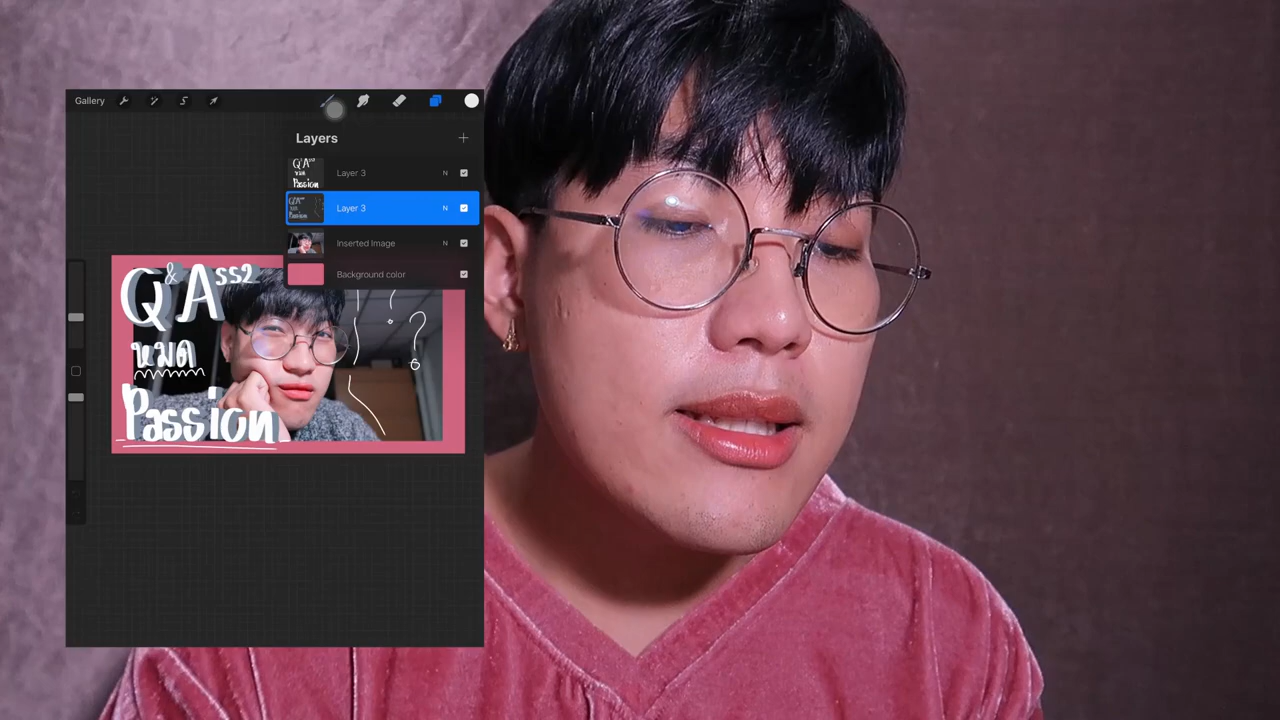 Gallery
Layers
Layer 3
N
Layer 3
N
Inserted Image
N
Background color
Q&A ss2
หมด
Passion
? ?